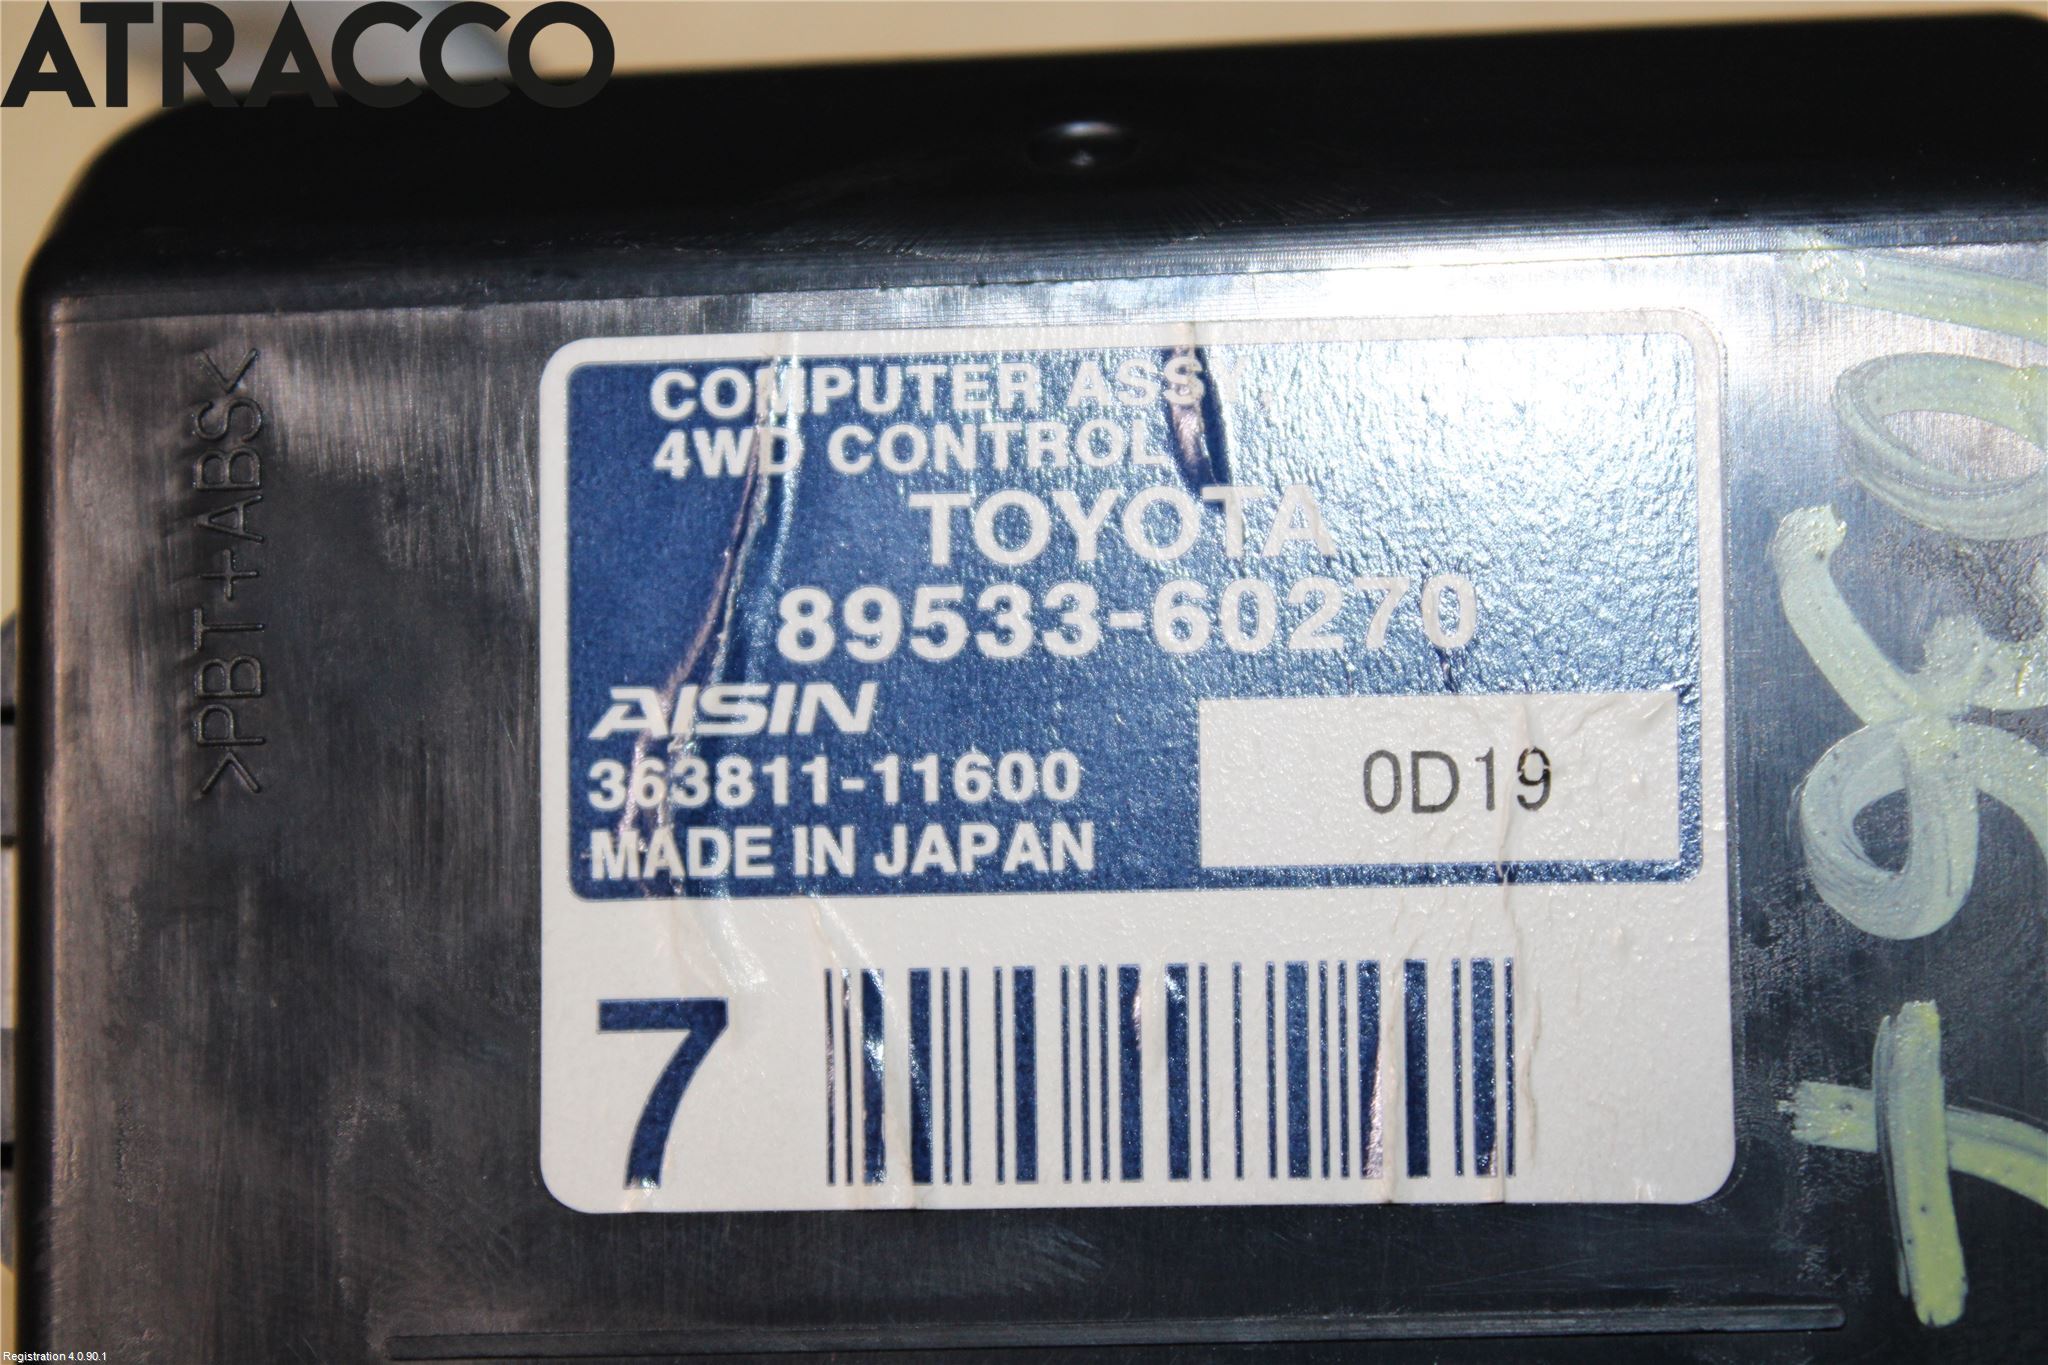 ATRACCO
>PBT+ABS<
COMPUTER ASSY,
4WD CONTROL
TOYOTA
89533-60270
AISIN
363811-11600
MADE IN JAPAN
0D19
7
Registration 4.0.90.1